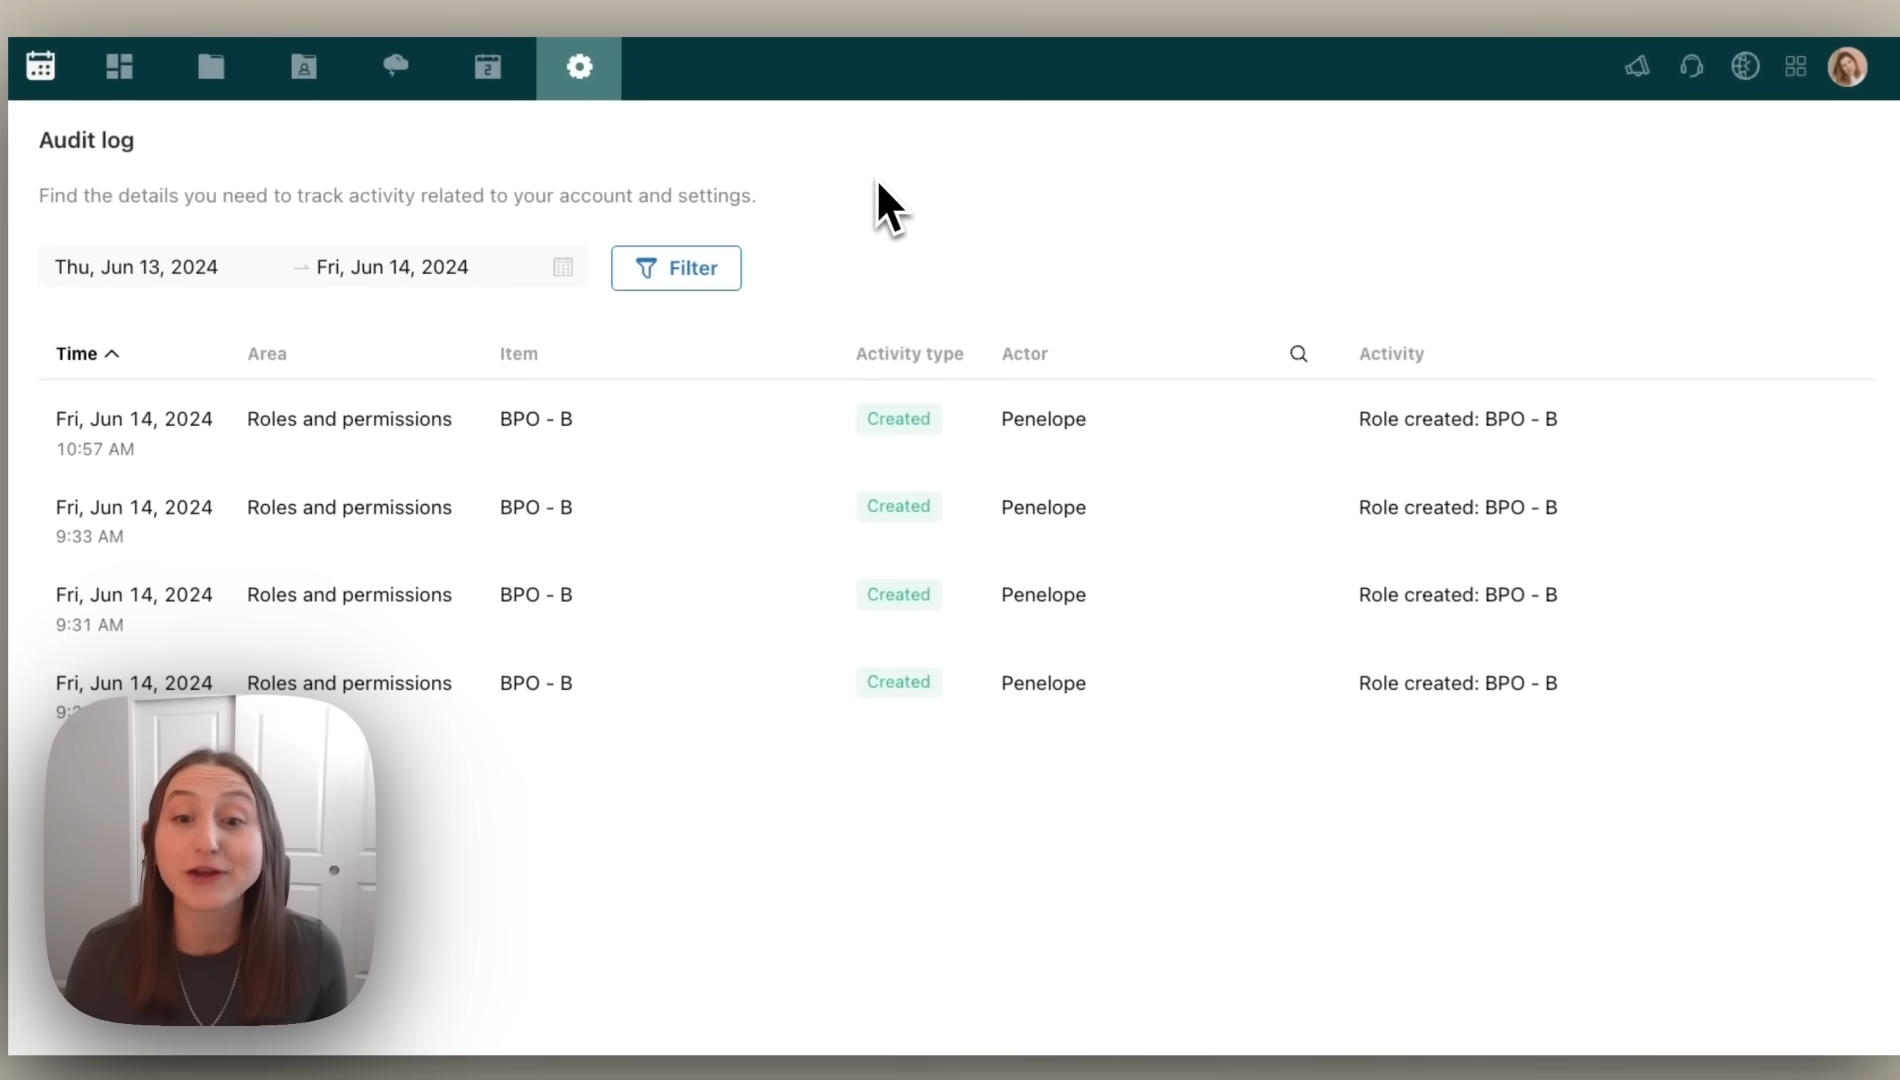 2
Audit log
Find the details you need to track activity related to your account and settings.
Thu, Jun 13, 2024 → Fri, Jun 14, 2024 Filter
Time Area Item Activity type Actor Activity
Fri, Jun 14, 2024 Roles and permissions BPO - B Created Penelope Role created: BPO - B
10:57 AM
Fri, Jun 14, 2024 Roles and permissions BPO - B Created Penelope Role created: BPO - B
9:33 AM
Fri, Jun 14, 2024 Roles and permissions BPO - B Created Penelope Role created: BPO - B
9:31 AM
Fri, Jun 14, 2024 Roles and permissions BPO - B Created Penelope Role created: BPO - B